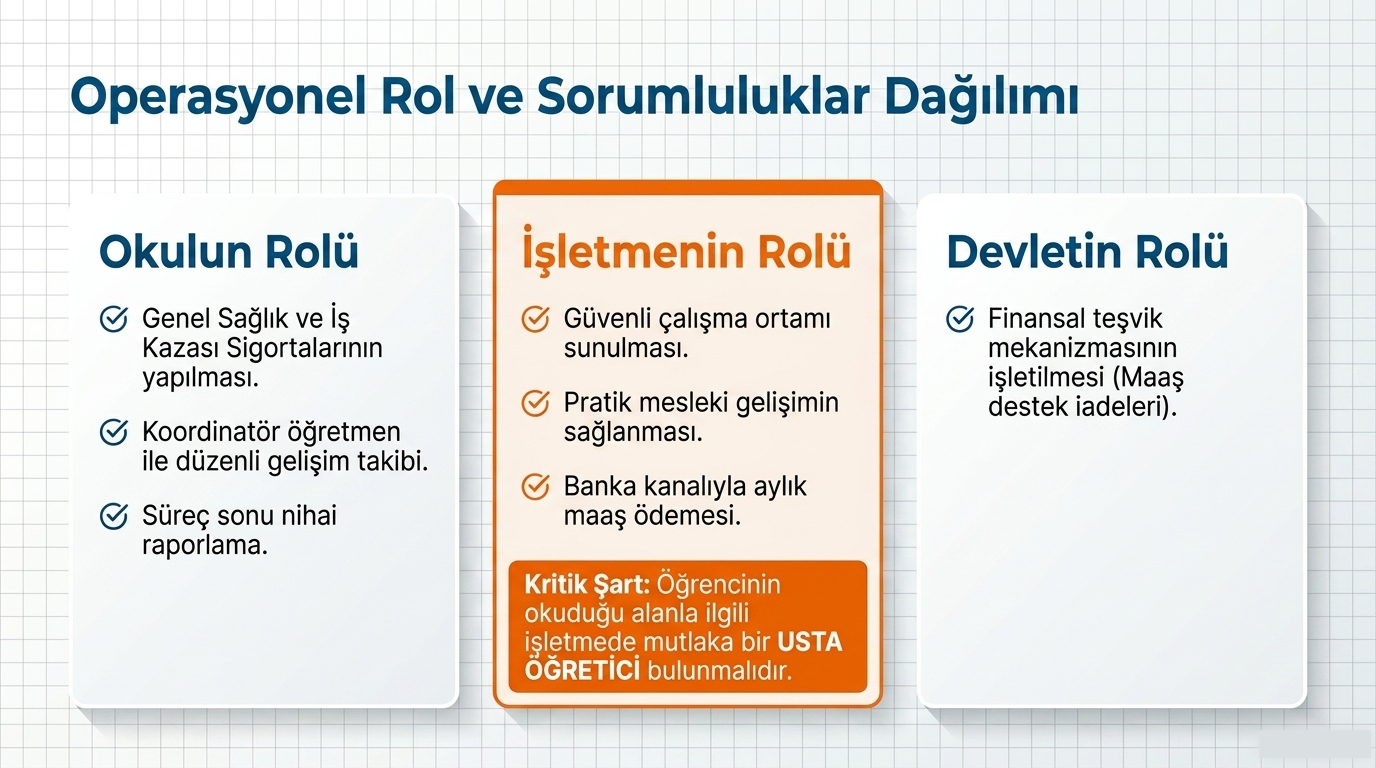 Operasyonel Rol ve Sorumluluklar Dağılımı
Okulun Rolü
Genel Sağlık ve İş
Kazası Sigortalarının
yapılması.
Koordinatör öğretmen
ile düzenli gelişim takibi.
Süreç sonu nihai
raporlama.
İşletmenin Rolü
Güvenli çalışma ortamı
sunulması.
Pratik mesleki gelişimin
sağlanması.
Banka kanalıyla aylık
maaş ödemesi.
Kritik Şart: Öğrencinin
okuduğu alanla ilgili
işletmede mutlaka bir USTA
ÖĞRETİCİ bulunmalıdır.
Devletin Rolü
Finansal teşvik
mekanizmasının
işletilmesi (Maaş
destek iadeleri).